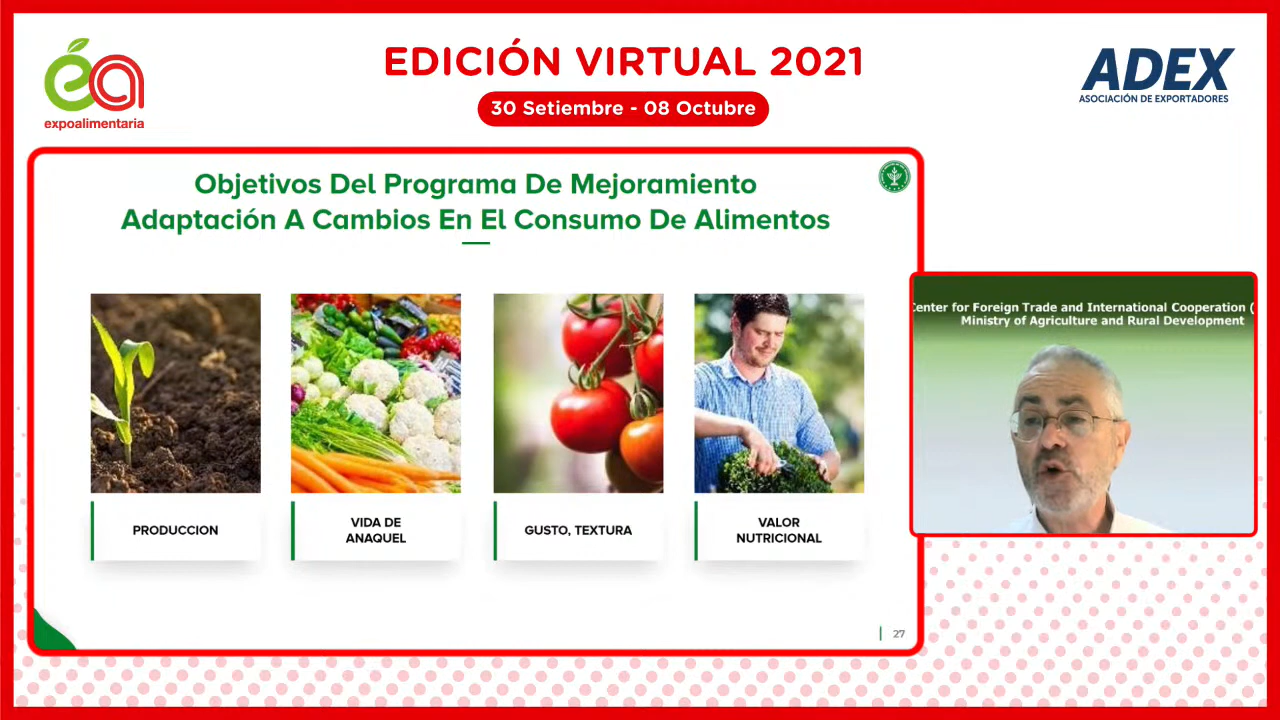 éa
expoalimentaria
EDICIÓN VIRTUAL 2021
30 Setiembre - 08 Octubre
ADEX
ASOCIACIÓN DE EXPORTADORES
Objetivos Del Programa De Mejoramiento
Adaptación A Cambios En El Consumo De Alimentos
PRODUCCION
VIDA DE
ANAQUEL
GUSTO, TEXTURA
VALOR
NUTRICIONAL
27
Center for Foreign Trade and International Cooperation (
Ministry of Agriculture and Rural Development